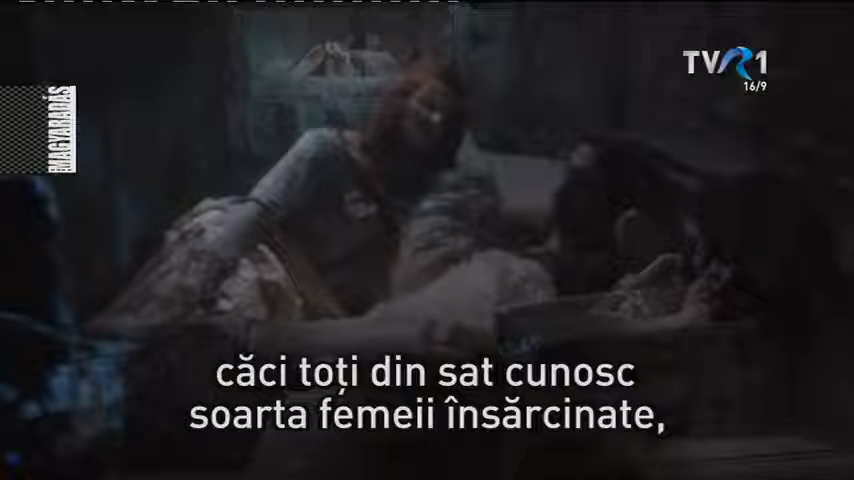 TVR1
16/9
MAGYARADÁS
căci toți din sat cunosc
soarta femeii însărcinate,